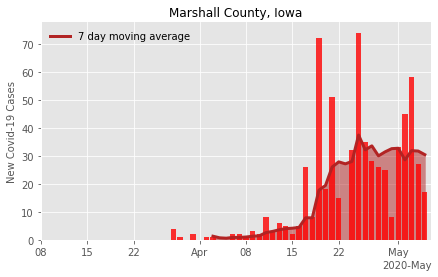 Marshall County, Iowa
7 day moving average
New Covid-19 Cases
70
60
50
40
30
20
10
0
08 15 22 Apr 08 15 22 May
2020-May